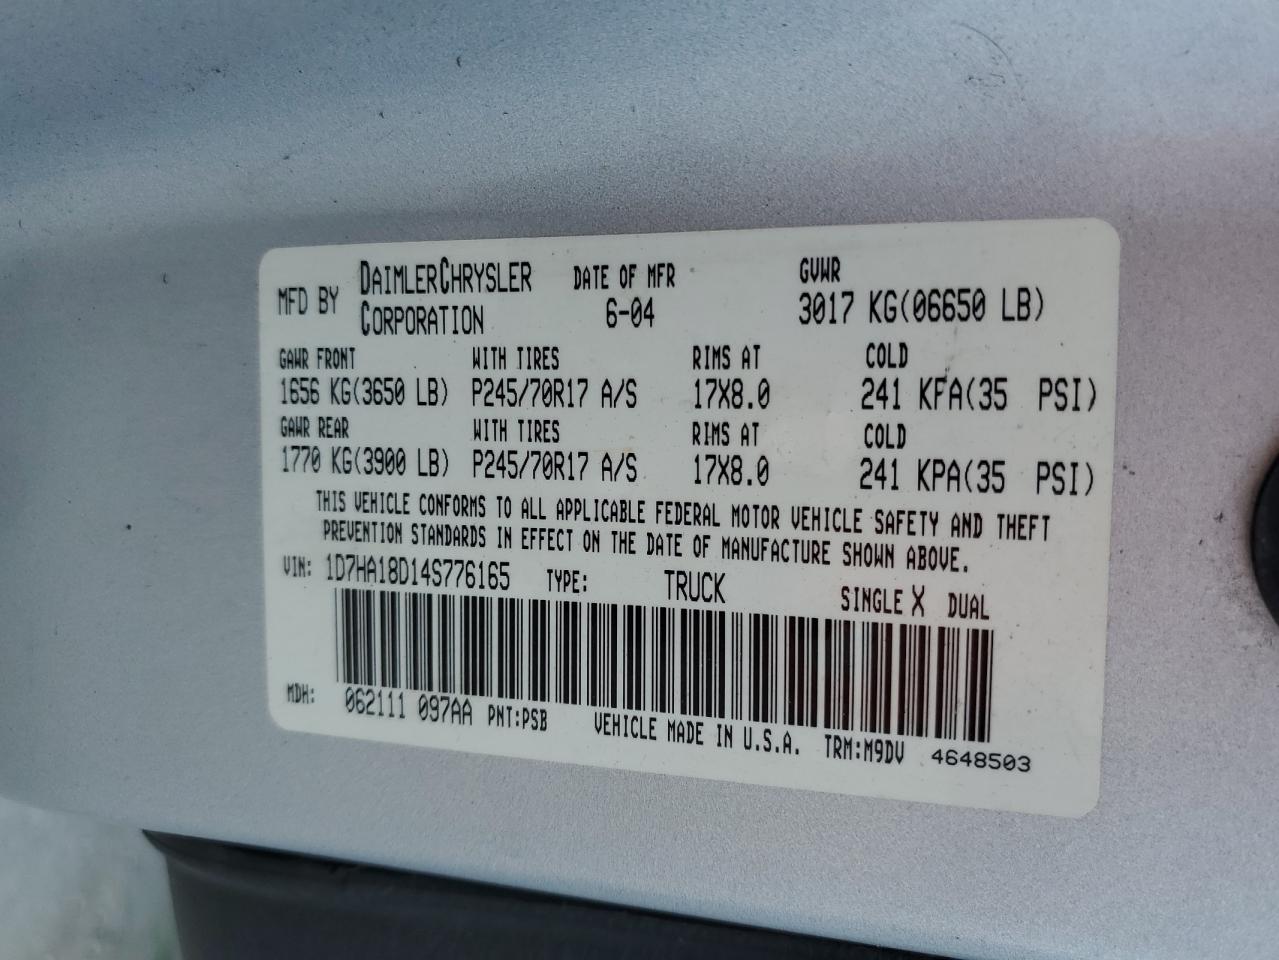 MFD BY DAIMLERCHRYSLER CORPORATION DATE OF MFR 6-04 GVWR 3017 KG(06650 LB)
GAWR FRONT WITH TIRES RIMS AT COLD
1656 KG(3650 LB) P245/70R17 A/S 17X8.0 241 KFA(35 PSI)
GAWR REAR WITH TIRES RIMS AT COLD
1770 KG(3900 LB) P245/70R17 A/S 17X8.0 241 KPA(35 PSI)
THIS VEHICLE CONFORMS TO ALL APPLICABLE FEDERAL MOTOR VEHICLE SAFETY AND THEFT
PREVENTION STANDARDS IN EFFECT ON THE DATE OF MANUFACTURE SHOWN ABOVE.
VIN: 1D7HA18D14S776165 TYPE: TRUCK SINGLE X DUAL
MDH: 062111 097AA PNT:PSB VEHICLE MADE IN U.S.A. TRM:M9DV 4648503